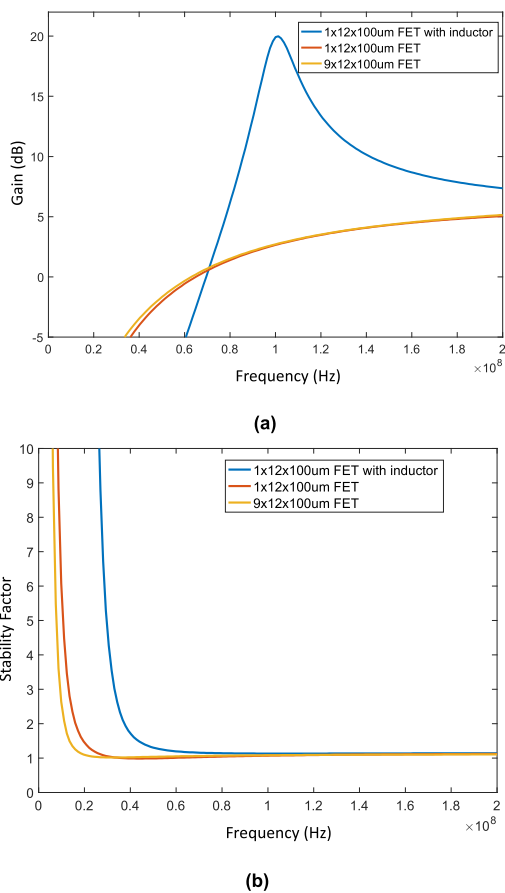 1x12x100um FET with inductor
1x12x100um FET
9x12x100um FET
20
15
10
5
0
-5
Gain (dB)
0 0.2 0.4 0.6 0.8 1 1.2 1.4 1.6 1.8 2
×10⁸
Frequency (Hz)
(a)
1x12x100um FET with inductor
1x12x100um FET
9x12x100um FET
10
9
8
7
6
5
4
3
2
1
0
Stability Factor
0 0.2 0.4 0.6 0.8 1 1.2 1.4 1.6 1.8 2
×10⁸
Frequency (Hz)
(b)